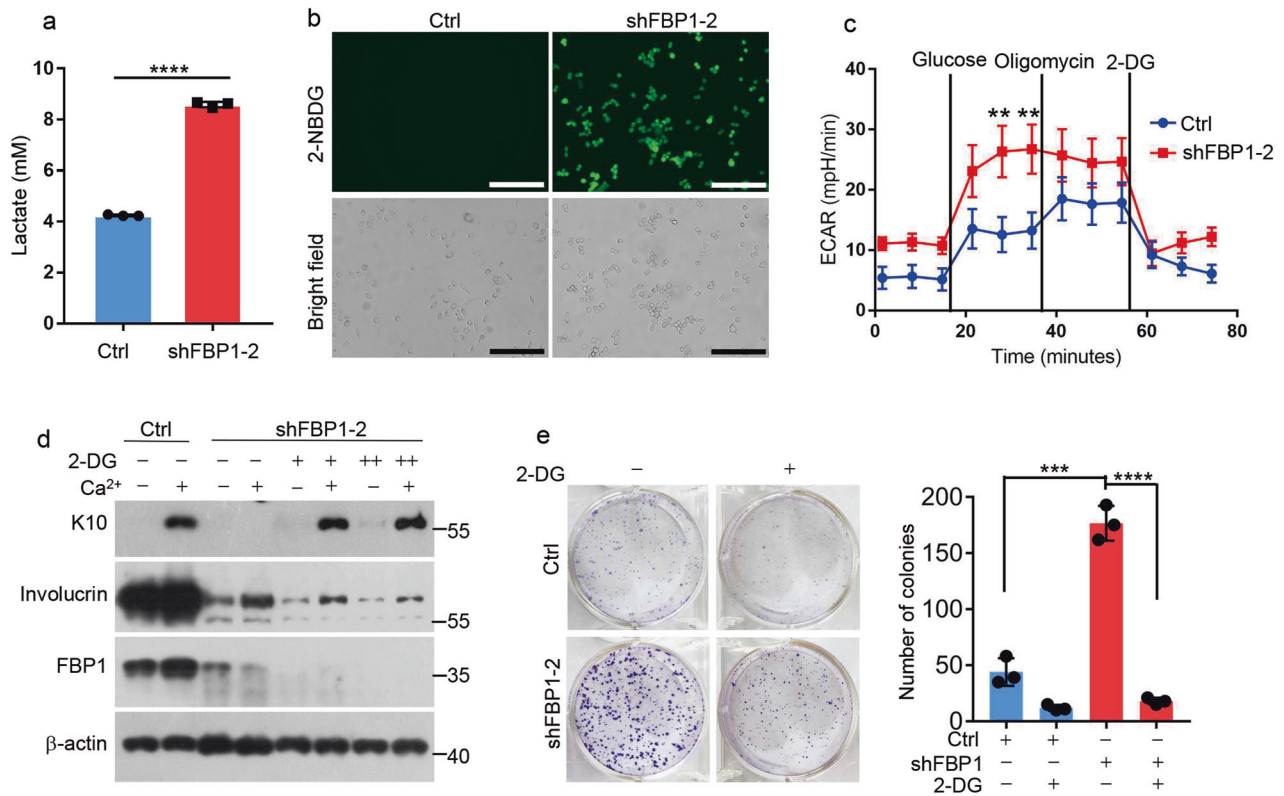 a
Lactate (mM)
10
8
6
4
2
0
****
Ctrl
shFBP1-2
b
Ctrl
shFBP1-2
2-NBDG
Bright field
c
Glucose
Oligomycin
2-DG
ECAR (mpH/min)
40
30
20
10
0
** **
Ctrl
shFBP1-2
0 20 40 60 80
Time (minutes)
d
Ctrl
shFBP1-2
2-DG – – – – + + ++ ++
Ca2+ – + – + – + – +
K10
–55
Involucrin
–55
FBP1
–35
β-actin
–40
e
2-DG – +
Ctrl
shFBP1-2
Number of colonies
200
150
100
50
0
***
****
Ctrl + + – –
shFBP1 – – + +
2-DG – + – +